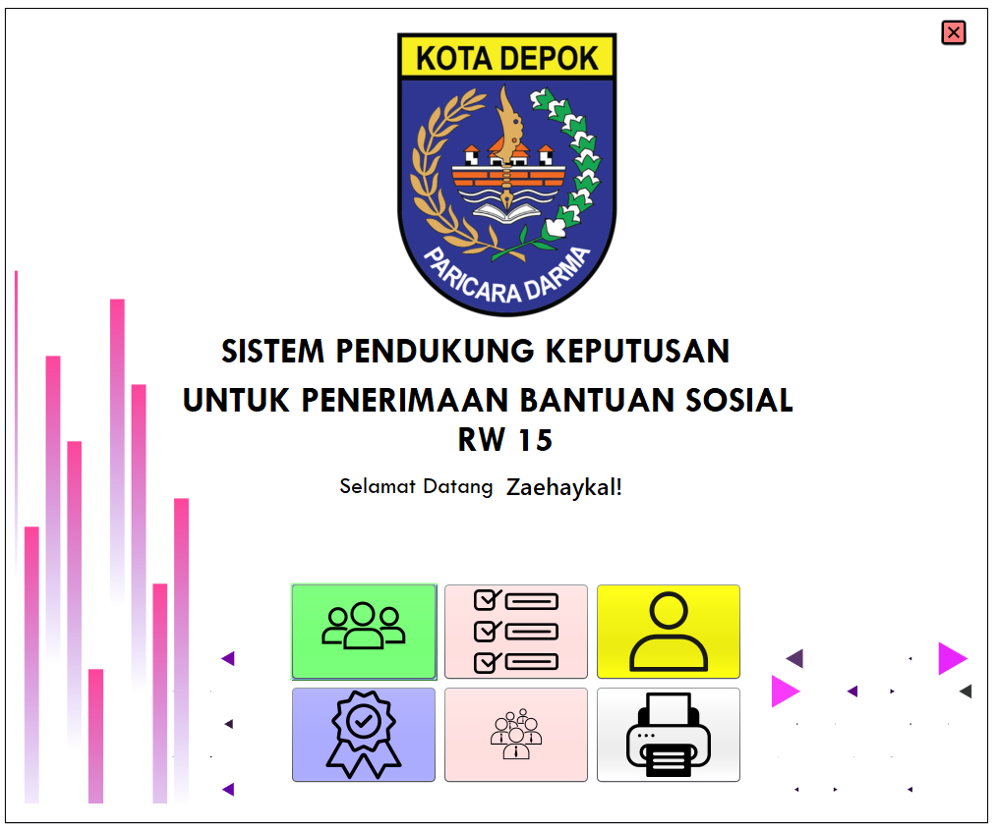 KOTA DEPOK
PARICARA DARMA
SISTEM PENDUKUNG KEPUTUSAN
UNTUK PENERIMAAN BANTUAN SOSIAL
RW 15
Selamat Datang Zaehaykal!